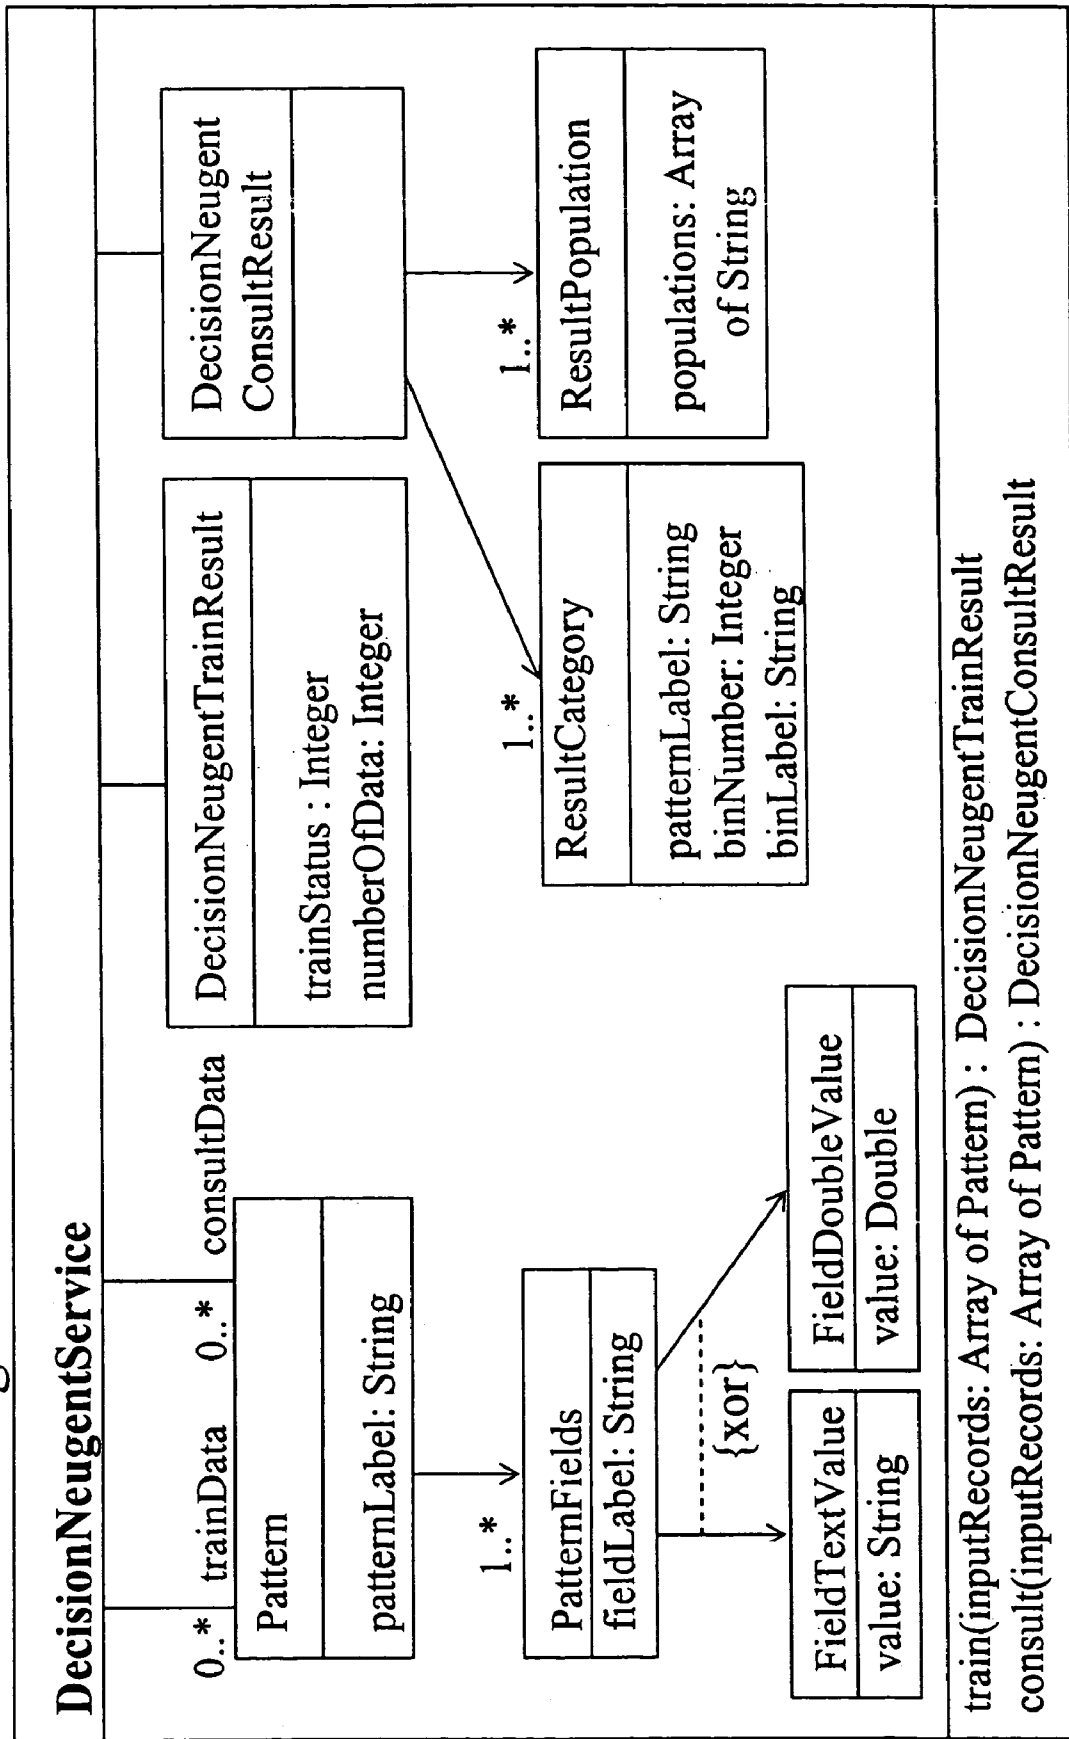 DecisionNeugentService
0..*
trainData
0..*
consultData
Pattern
patternLabel: String
1..*
PatternFields
fieldLabel: String
{xor}
FieldTextValue
value: String
FieldDoubleValue
value: Double
DecisionNeugentTrainResult
trainStatus : Integer
numberOfData: Integer
DecisionNeugent
ConsultResult
1..*
ResultCategory
patternLabel: String
binNumber: Integer
binLabel: String
1..*
ResultPopulation
populations: Array
of String
train(inputRecords: Array of Pattern) : DecisionNeugentTrainResult
consult(inputRecords: Array of Pattern) : DecisionNeugentConsultResult